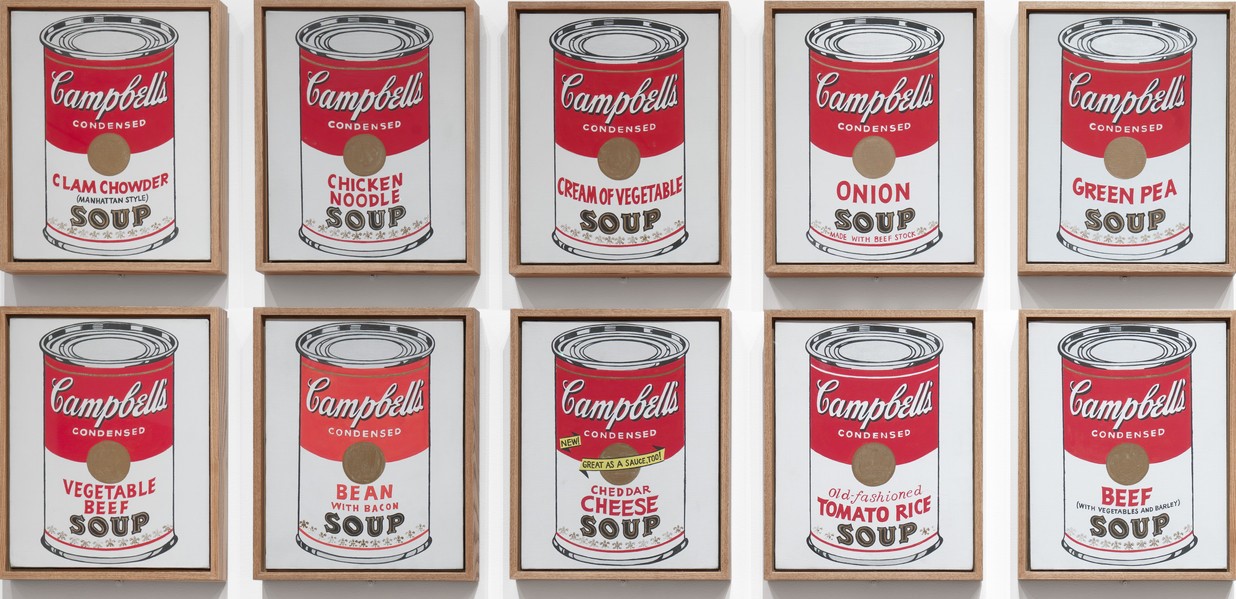 Campbell's
CONDENSED
CLAM CHOWDER
(MANHATTAN STYLE)
SOUP
Campbell's
CONDENSED
CHICKEN
NOODLE
SOUP
Campbell's
CONDENSED
CREAM OF VEGETABLE
SOUP
Campbell's
CONDENSED
ONION
SOUP
MADE WITH BEEF STOCK
Campbell's
CONDENSED
GREEN PEA
SOUP
Campbell's
CONDENSED
VEGETABLE
BEEF
SOUP
Campbell's
CONDENSED
BEAN
WITH BACON
SOUP
Campbell's
CONDENSED
NEW!
GREAT AS A SAUCE, TOO!
CHEDDAR
CHEESE
SOUP
Campbell's
CONDENSED
Old-fashioned
TOMATO RICE
SOUP
Campbell's
CONDENSED
BEEF
(WITH VEGETABLES AND BARLEY)
SOUP